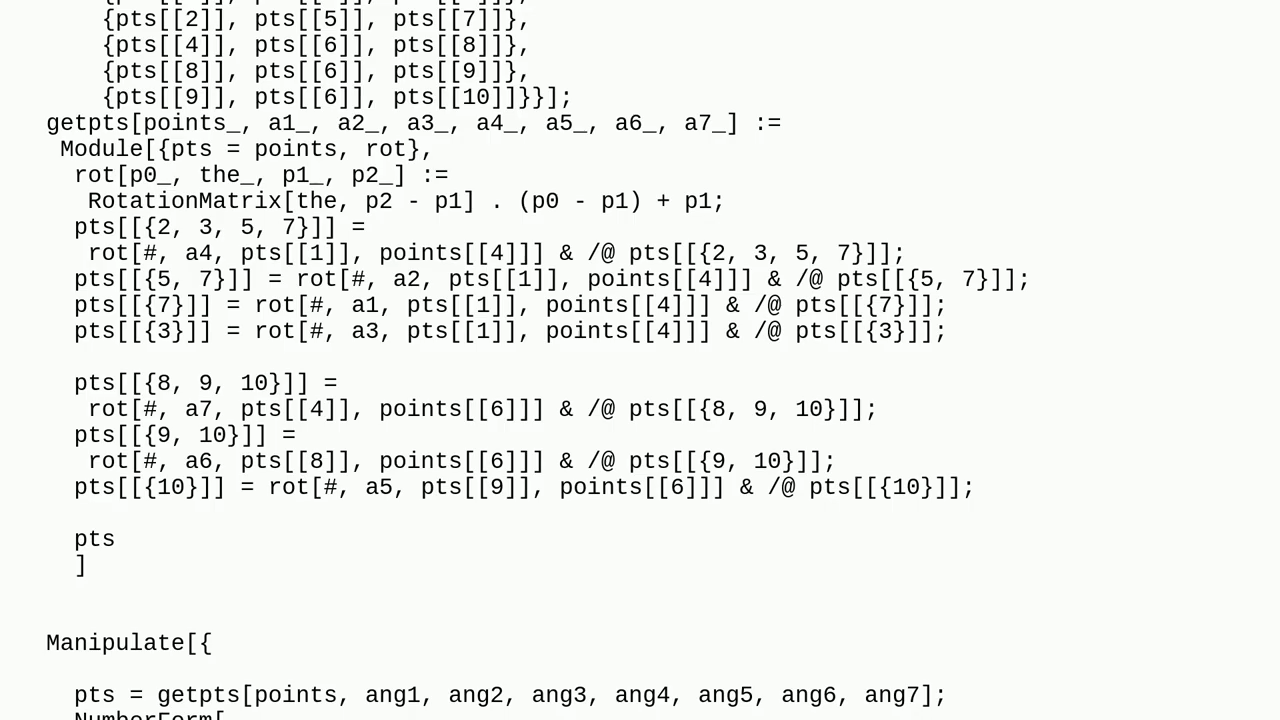 {pts[[2]], pts[[5]], pts[[7]]},
{pts[[4]], pts[[6]], pts[[8]]},
{pts[[8]], pts[[6]], pts[[9]]},
{pts[[9]], pts[[6]], pts[[10]]}}];
getpts[points_, a1_, a2_, a3_, a4_, a5_, a6_, a7_] :=
Module[{pts = points, rot},
rot[p0_, the_, p1_, p2_] :=
RotationMatrix[the, p2 - p1] . (p0 - p1) + p1;
pts[[{2, 3, 5, 7}]] =
rot[#, a4, pts[[1]], points[[4]]] & /@ pts[[{2, 3, 5, 7}]];
pts[[{5, 7}]] = rot[#, a2, pts[[1]], points[[4]]] & /@ pts[[{5, 7}]];
pts[[{7}]] = rot[#, a1, pts[[1]], points[[4]]] & /@ pts[[{7}]];
pts[[{3}]] = rot[#, a3, pts[[1]], points[[4]]] & /@ pts[[{3}]];
pts[[{8, 9, 10}]] =
rot[#, a7, pts[[4]], points[[6]]] & /@ pts[[{8, 9, 10}]];
pts[[{9, 10}]] =
rot[#, a6, pts[[8]], points[[6]]] & /@ pts[[{9, 10}]];
pts[[{10}]] = rot[#, a5, pts[[9]], points[[6]]] & /@ pts[[{10}]];
pts
]
Manipulate[{
pts = getpts[points, ang1, ang2, ang3, ang4, ang5, ang6, ang7];
NumberForm[